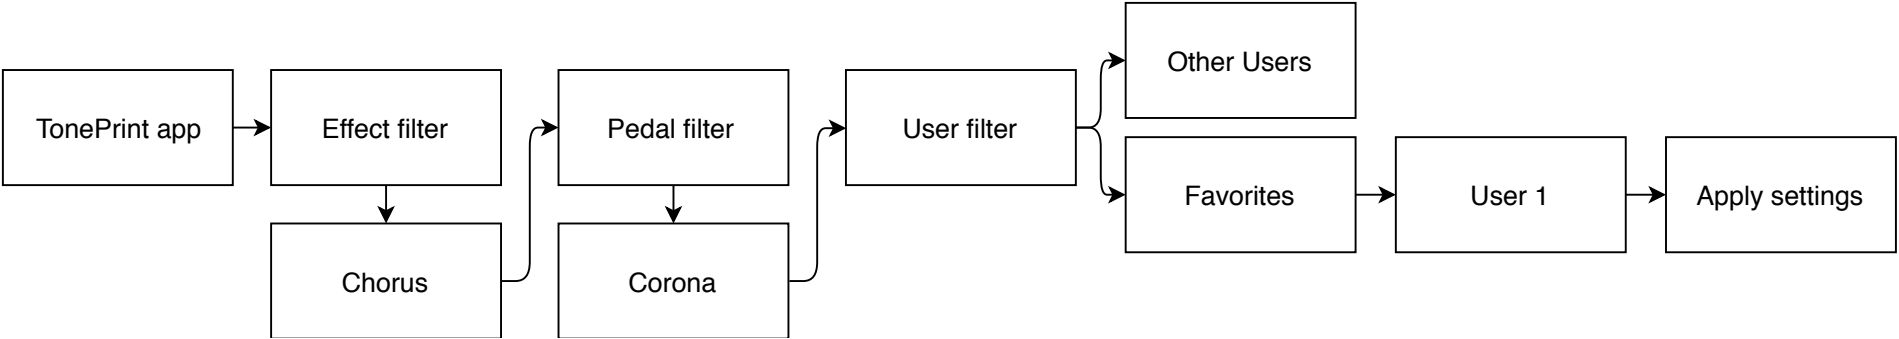 TonePrint app
Effect filter
Chorus
Pedal filter
Corona
User filter
Other Users
Favorites
User 1
Apply settings